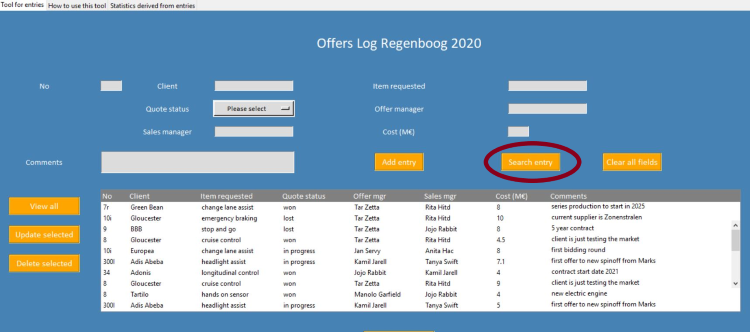 Tool for entries How to use this tool Statistics derived from entries
Offers Log Regenboog 2020
No Client Item requested
Quote status Please select Offer manager
Sales manager Cost (M€)
Comments Add entry Search entry Clear all fields
View all
Update selected
Delete selected
No Client Item requested Quote status Offer mgr Sales mgr Cost (M€) Comments
7r Green Bean change lane assist won Tar Zetta Rita Hitd 8 series production to start in 2025
10i Gloucester emergency braking lost Tar Zetta Rita Hitd 10 current supplier is Zonenstralen
9 BBB stop and go lost Tar Zetta Jojo Rabbit 8 5 year contract
8 Gloucester cruise control won Tar Zetta Rita Hitd 4.5 client is just testing the market
10i Europea change lane assist in progress Jan Servy Anita Hac 8 first bidding round
300l Adis Abeba headlight assist in progress Kamil Jarell Tanya Swift 7.1 first offer to new spinoff from Marks
34 Adonis longitudinal control won Jojo Rabbit Kamil Jarell 4 contract start date 2021
8 Gloucester cruise control won Tar Zetta Rita Hitd 9 client is just testing the market
8 Tartilo hands on sensor won Manolo Garfield Jojo Rabbit 4 new electric engine
300l Adis Abeba headlight assist in progress Kamil Jarell Tanya Swift 5 first offer to new spinoff from Marks